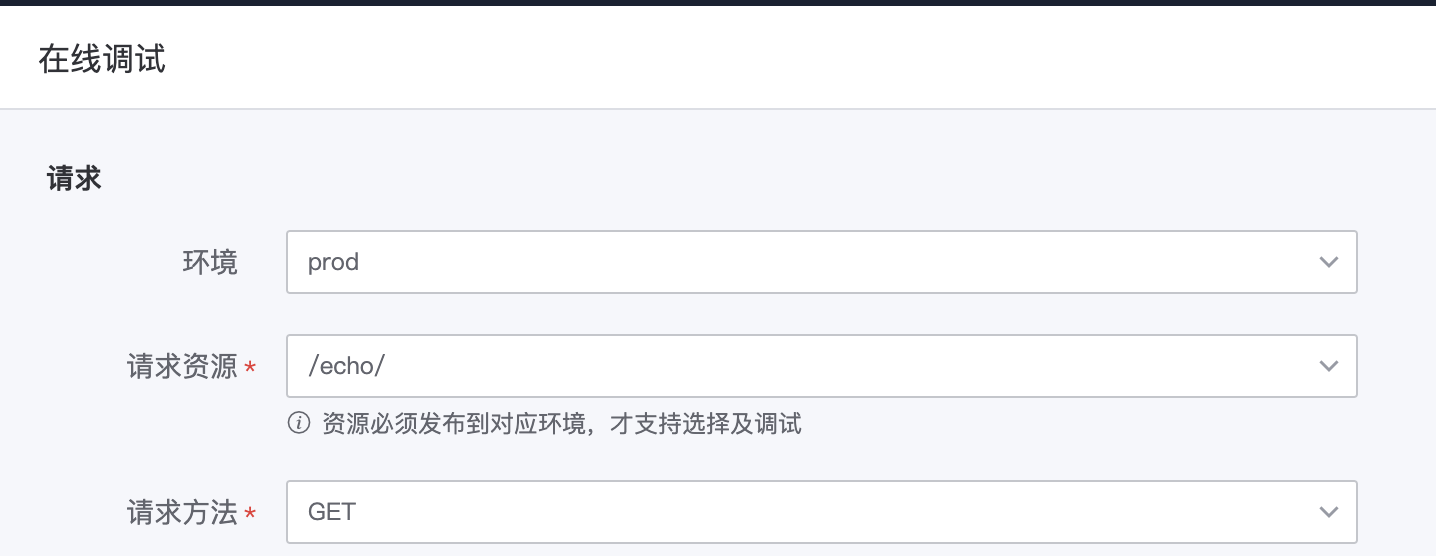 在线调试
请求
环境 prod
请求资源 * /echo/
资源必须发布到对应环境，才支持选择及调试
请求方法 * GET